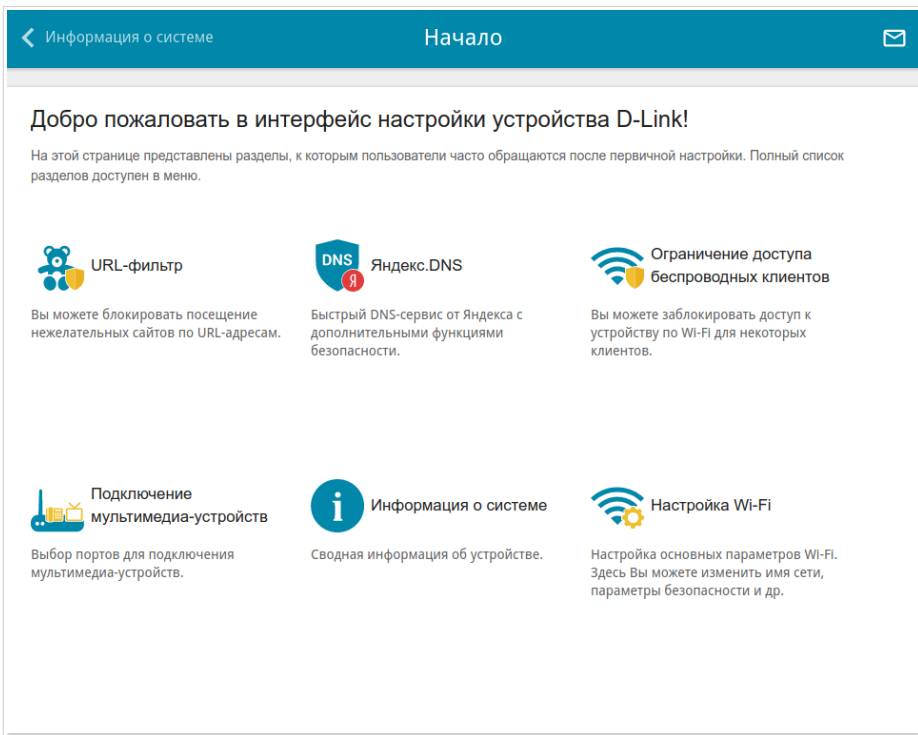 Информация о системе
Начало
Добро пожаловать в интерфейс настройки устройства D-Link!
На этой странице представлены разделы, к которым пользователи часто обращаются после первичной настройки. Полный список
разделов доступен в меню.
URL-фильтр
Вы можете блокировать посещение
нежелательных сайтов по URL-адресам.
DNS
Я
Яндекс.DNS
Быстрый DNS-сервис от Яндекса с
дополнительными функциями
безопасности.
Ограничение доступа
беспроводных клиентов
Вы можете заблокировать доступ к
устройству по Wi-Fi для некоторых
клиентов.
Подключение
мультимедиа-устройств
Выбор портов для подключения
мультимедиа-устройств.
i
Информация о системе
Сводная информация об устройстве.
Настройка Wi-Fi
Настройка основных параметров Wi-Fi.
Здесь Вы можете изменить имя сети,
параметры безопасности и др.